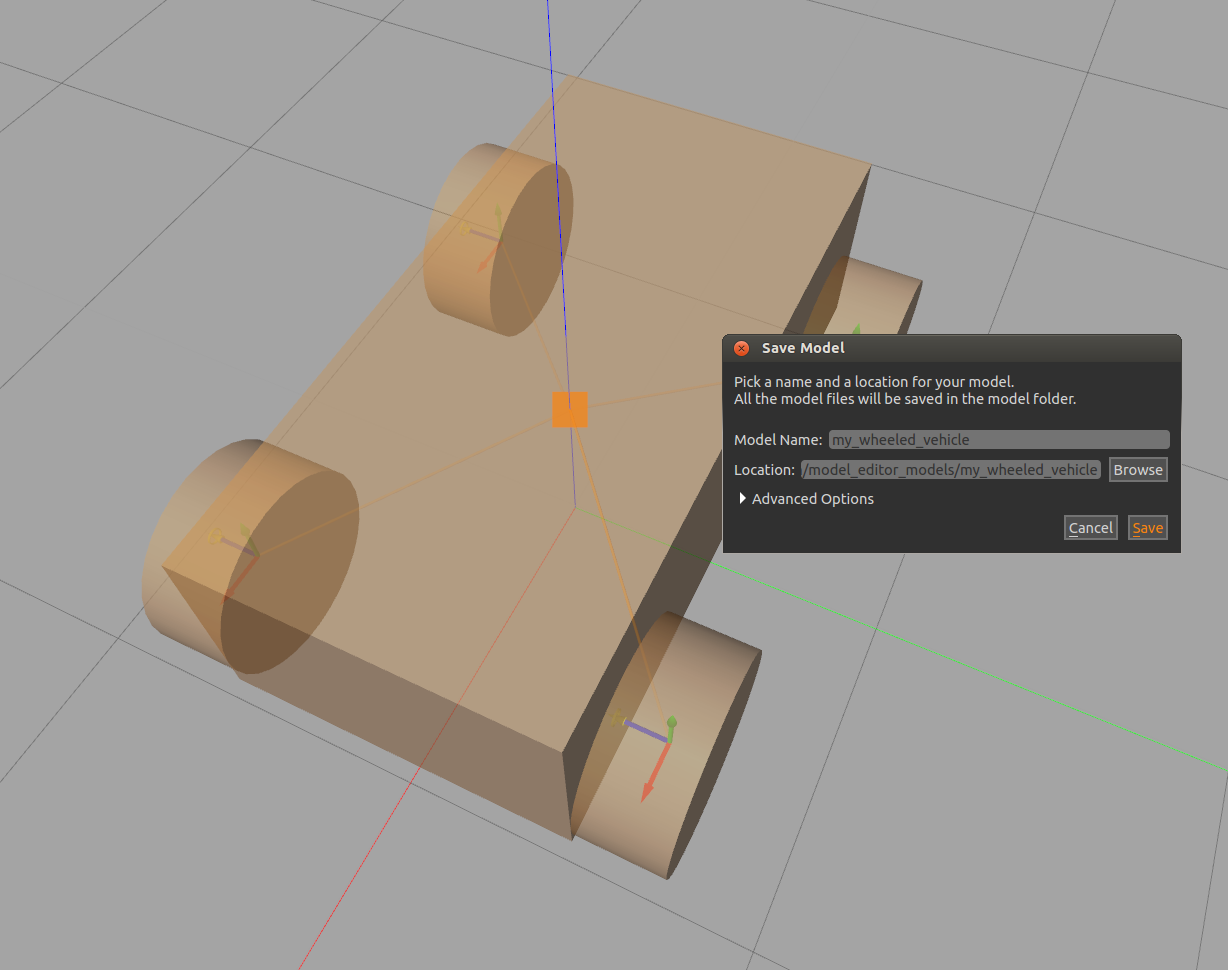 Save Model
Pick a name and a location for your model.
All the model files will be saved in the model folder.
Model Name: my_wheeled_vehicle
Location: /model_editor_models/my_wheeled_vehicle Browse
Advanced Options
Cancel Save